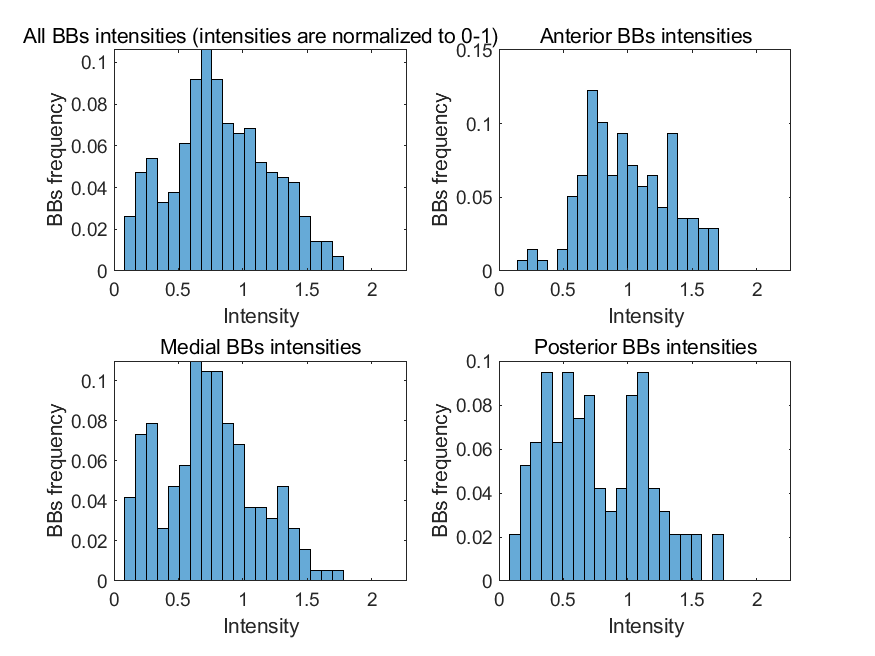 All BBs intensities (intensities are normalized to 0-1)
BBs frequency
0.1
0.08
0.06
0.04
0.02
0
0 0.5 1 1.5 2
Intensity
Anterior BBs intensities
BBs frequency
0.15
0.1
0.05
0
0 0.5 1 1.5 2
Intensity
Medial BBs intensities
BBs frequency
0.1
0.08
0.06
0.04
0.02
0
0 0.5 1 1.5 2
Intensity
Posterior BBs intensities
BBs frequency
0.1
0.08
0.06
0.04
0.02
0
0 0.5 1 1.5 2
Intensity